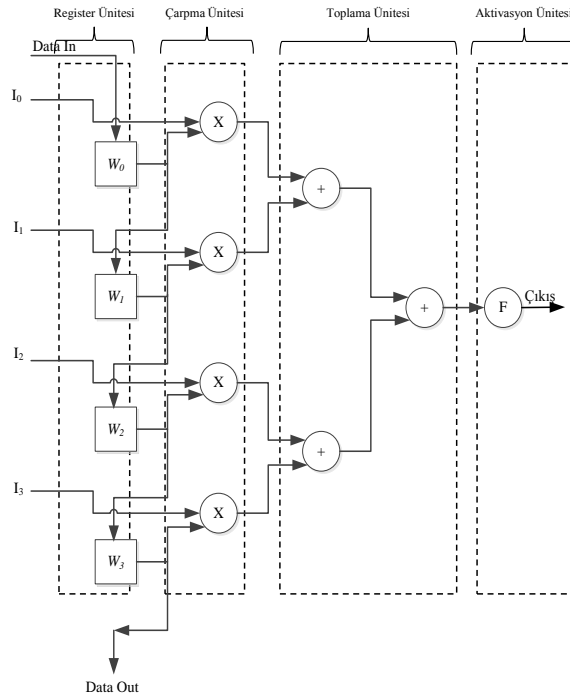 Register Ünitesi
Çarpma Ünitesi
Toplama Ünitesi
Aktivasyon Ünitesi
Data In
I0
X
W0
+
I1
X
W1
+
F
Çıkış
I2
X
W2
+
I3
X
W3
Data Out